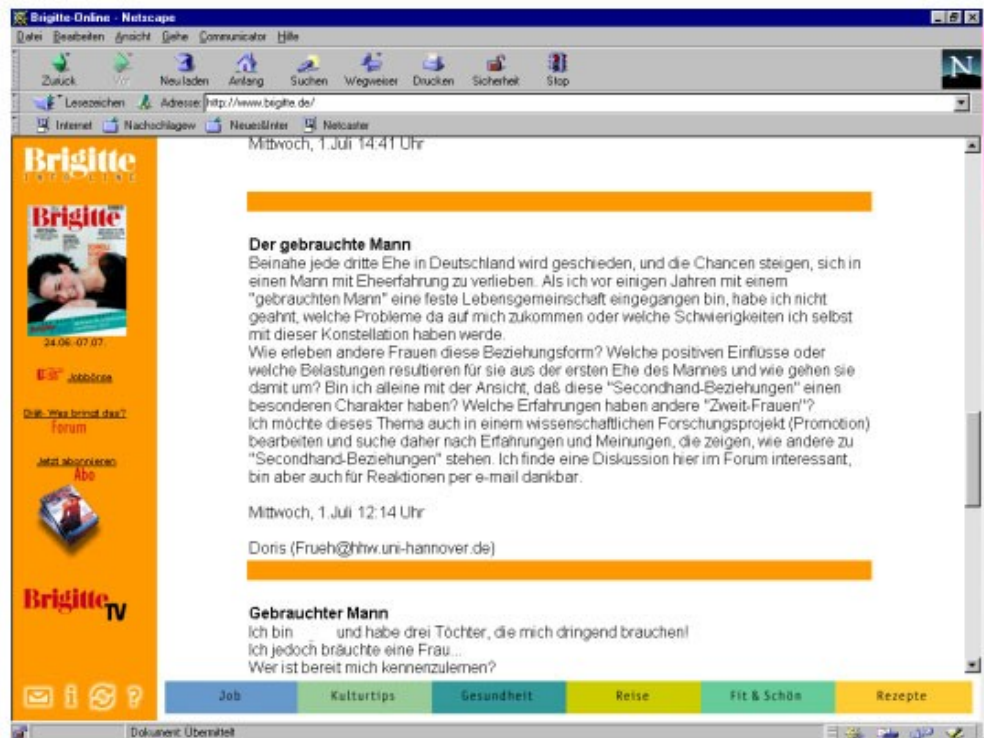 Brigitte-Online - Netscape
Datei Bearbeiten Ansicht Gehe Communicator Hilfe
Zurück Vor Neu laden Anfang Suchen Wegweiser Drucken Sicherheit Stop
Lesezeichen Adresse: http://www.brigitte.de/
Internet Nachschlagew Neues&Inter Netcaster
Brigitte
Mittwoch, 1.Juli 14:41 Uhr
Brigitte
24.06.-07.07.
Jobbörse
Diät- Was bringt das?
Forum
Jetzt abonnieren
Abo
Brigitte TV
Der gebrauchte Mann
Beinahe jede dritte Ehe in Deutschland wird geschieden, und die Chancen steigen, sich in
einen Mann mit Eheerfahrung zu verlieben. Als ich vor einigen Jahren mit einem
"gebrauchten Mann" eine feste Lebensgemeinschaft eingegangen bin, habe ich nicht
geahnt, welche Probleme da auf mich zukommen oder welche Schwierigkeiten ich selbst
mit dieser Konstellation haben werde.
Wie erleben andere Frauen diese Beziehungsform? Welche positiven Einflüsse oder
welche Belastungen resultieren für sie aus der ersten Ehe des Mannes und wie gehen sie
damit um? Bin ich alleine mit der Ansicht, daß diese "Secondhand-Beziehungen" einen
besonderen Charakter haben? Welche Erfahrungen haben andere "Zweit-Frauen"?
Ich möchte dieses Thema auch in einem wissenschaftlichen Forschungsprojekt (Promotion)
bearbeiten und suche daher nach Erfahrungen und Meinungen, die zeigen, wie andere zu
"Secondhand-Beziehungen" stehen. Ich finde eine Diskussion hier im Forum interessant,
bin aber auch für Reaktionen per e-mail dankbar.
Mittwoch, 1.Juli 12:14 Uhr
Doris (Frueh@hhw.uni-hannover.de)
Gebrauchter Mann
Ich bin und habe drei Töchter, die mich dringend brauchen!
Ich jedoch bräuchte eine Frau...
Wer ist bereit mich kennenzulernen?
Job Kulturtips Gesundheit Reise Fit & Schön Rezepte
Dokument: Übermittelt